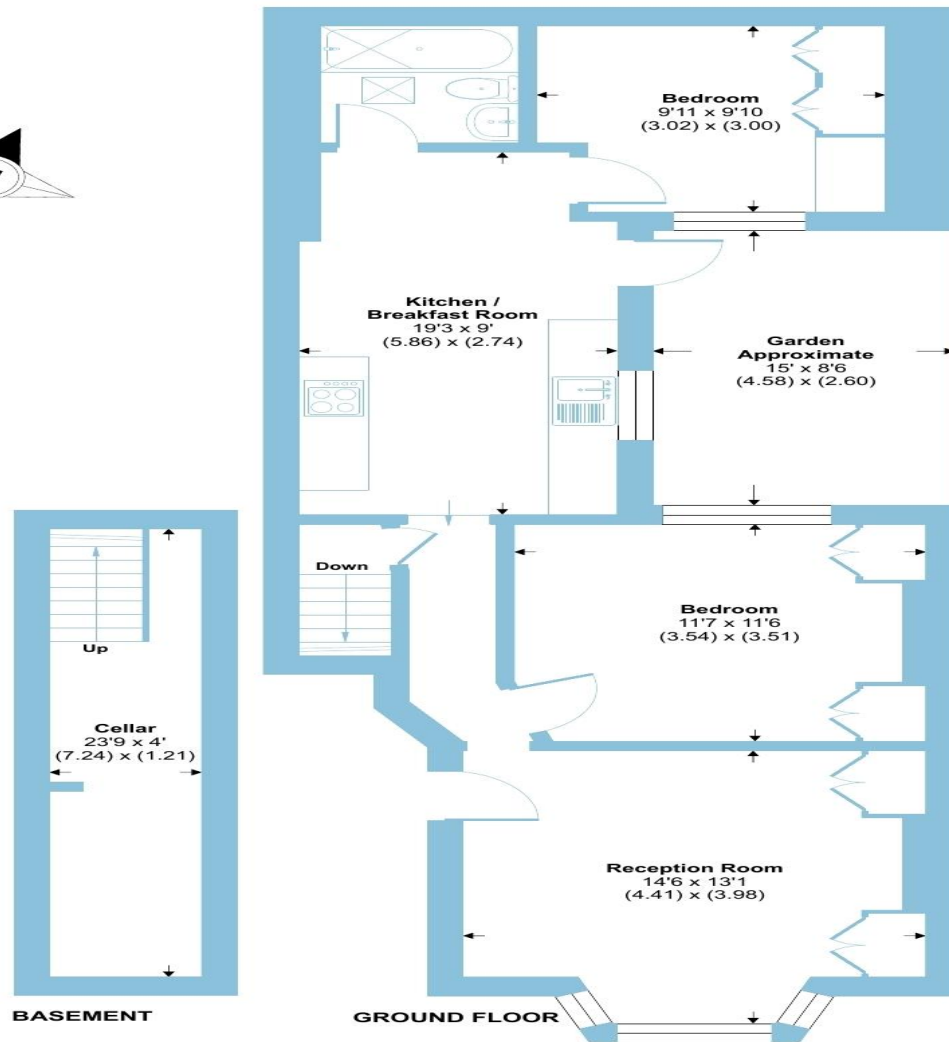 Bedroom
9'11 x 9'10
(3.02) x (3.00)
Kitchen /
Breakfast Room
19'3 x 9'
(5.86) x (2.74)
Garden
Approximate
15' x 8'6
(4.58) x (2.60)
Down
Up
Bedroom
11'7 x 11'6
(3.54) x (3.51)
Cellar
23'9 x 4'
(7.24) x (1.21)
Reception Room
14'6 x 13'1
(4.41) x (3.98)
BASEMENT
GROUND FLOOR